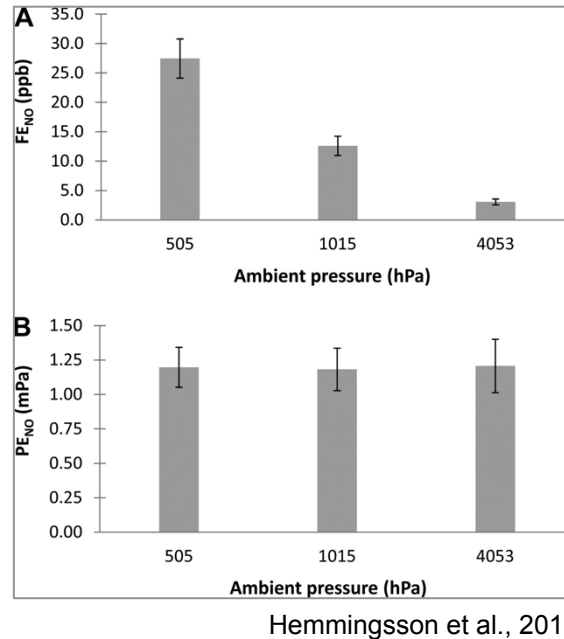 A
35.0
30.0
25.0
20.0
15.0
10.0
5.0
0.0
FE_NO (ppb)
505 1015 4053
Ambient pressure (hPa)
B
1.50
1.25
1.00
0.75
0.50
0.25
0.00
PE_NO (mPa)
505 1015 4053
Ambient pressure (hPa)
Hemmingsson et al., 201